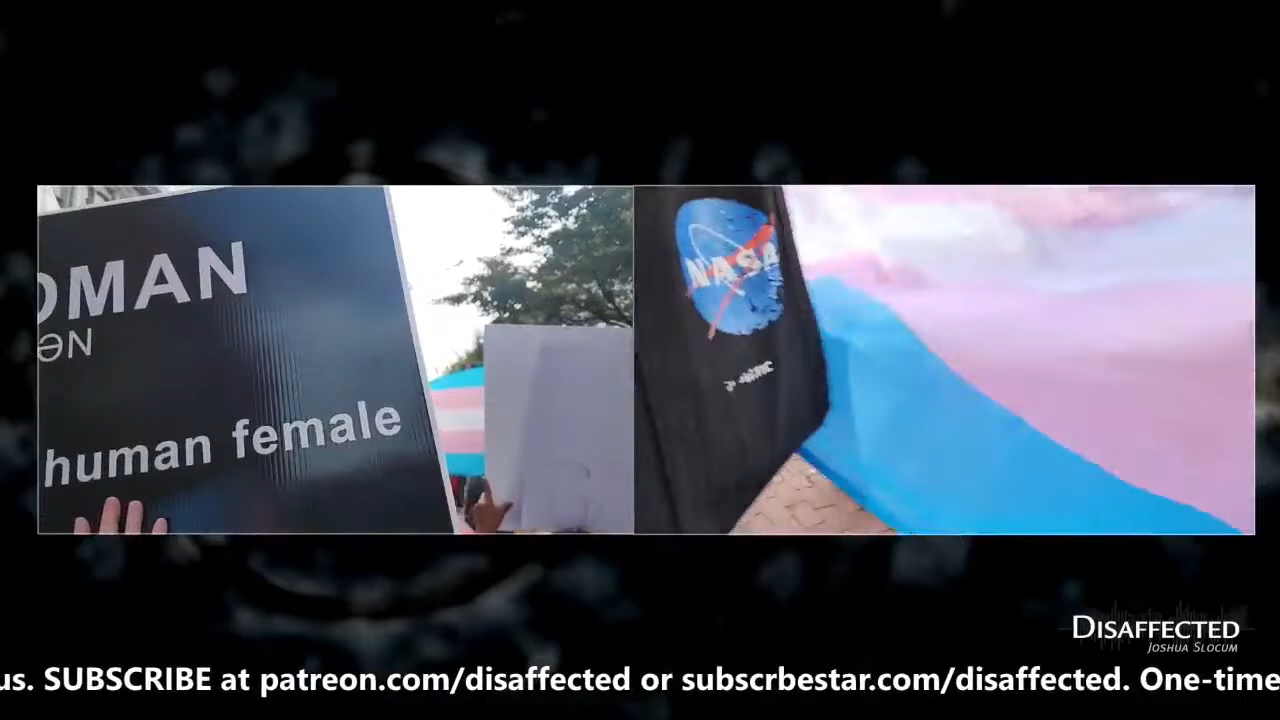 OMAN
ƏN
human female
NASA
DISAFFECTED
JOSHUA SLOCUM
us. SUBSCRIBE at patreon.com/disaffected or subscrbestar.com/disaffected. One-time